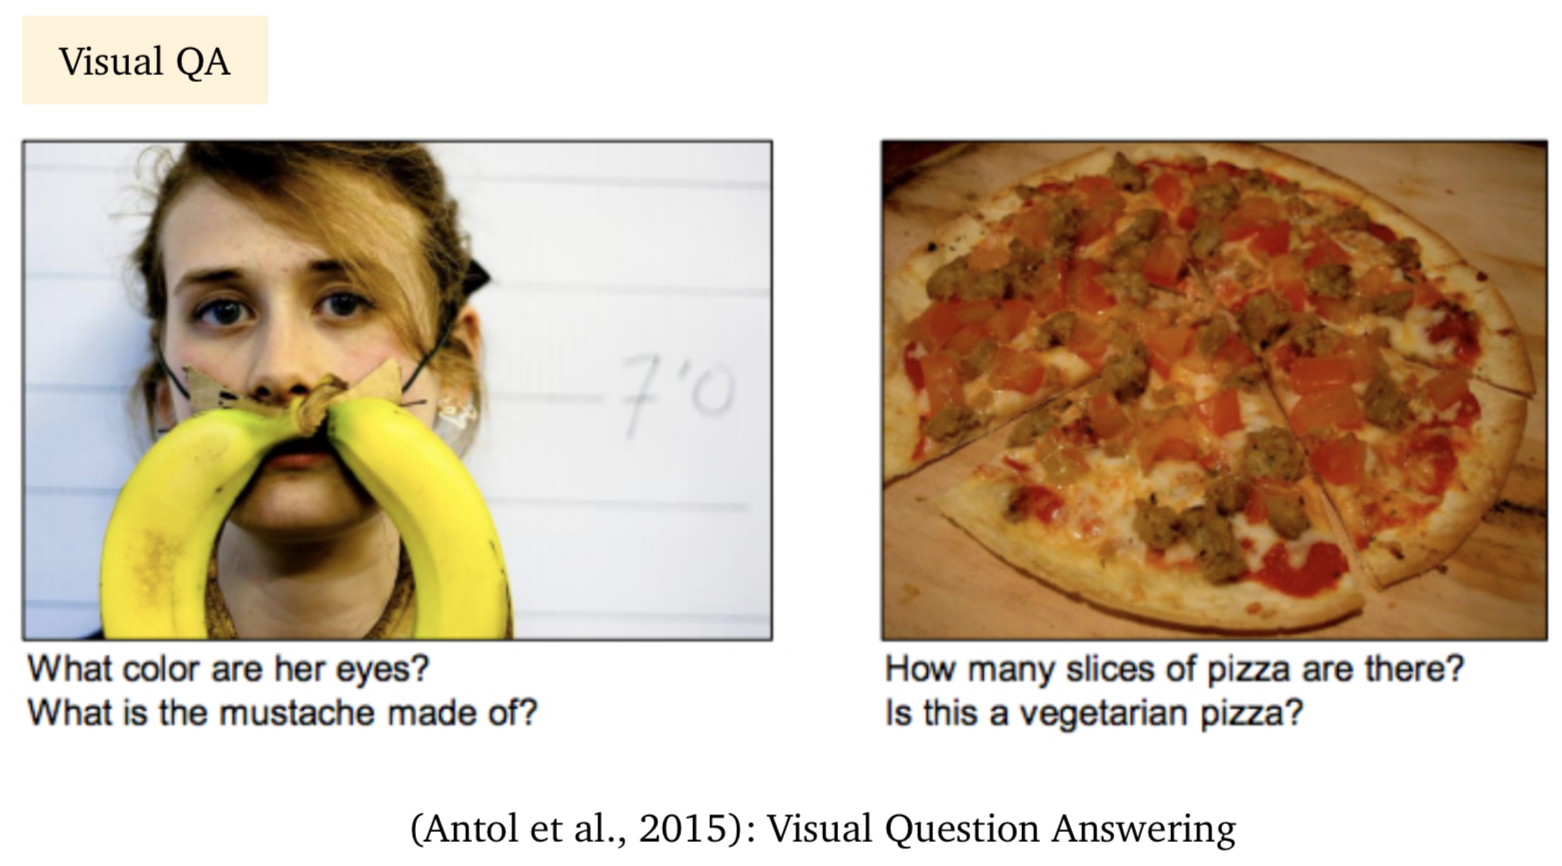 Visual QA
7'0
What color are her eyes?
What is the mustache made of?
How many slices of pizza are there?
Is this a vegetarian pizza?
(Antol et al., 2015): Visual Question Answering